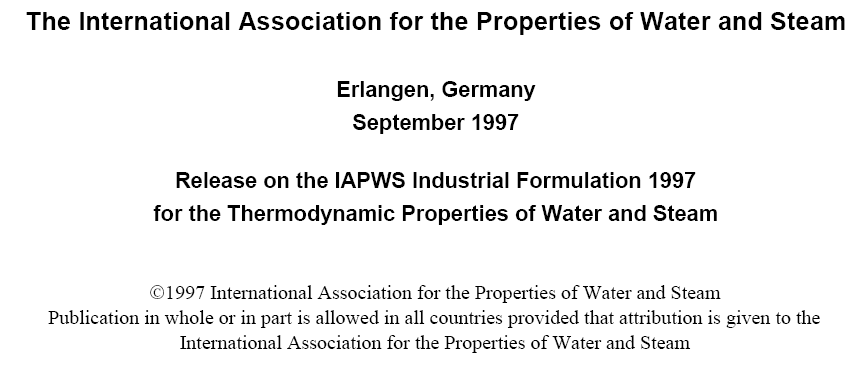 The International Association for the Properties of Water and Steam
Erlangen, Germany
September 1997
Release on the IAPWS Industrial Formulation 1997
for the Thermodynamic Properties of Water and Steam
©1997 International Association for the Properties of Water and Steam
Publication in whole or in part is allowed in all countries provided that attribution is given to the
International Association for the Properties of Water and Steam